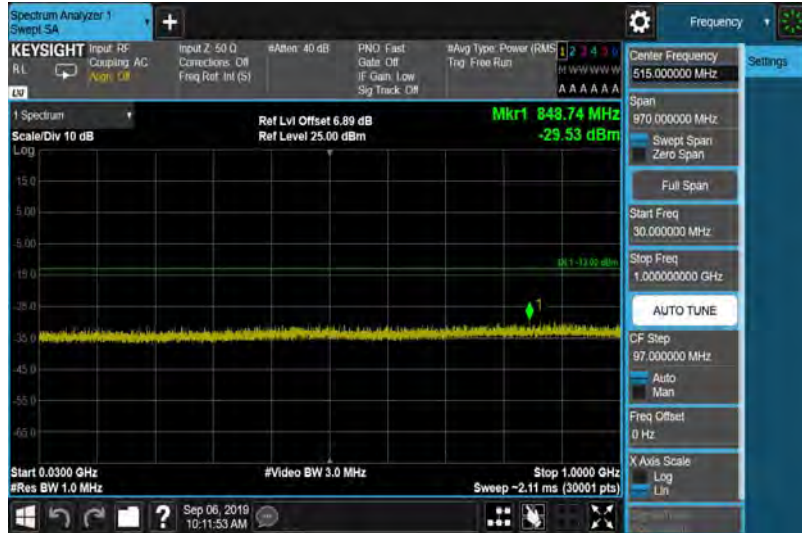 Spectrum Analyzer 1
Swept SA
+
Frequency
KEYSIGHT
RL
LXI
Input: RF
Coupling: AC
Align: Off
Input Z: 50 Ω
Corrections: Off
Freq Ref: Int (S)
#Atten: 40 dB
PNO: Fast
Gate: Off
IF Gain: Low
Sig Track: Off
#Avg Type: Power (RMS
Trig: Free Run
1 2 3 4 5 6
M W W W W W
A A A A A A
Center Frequency
515.000000 MHz
Settings
Span
970.000000 MHz
Swept Span
Zero Span
Full Span
Start Freq
30.000000 MHz
Stop Freq
1.000000000 GHz
AUTO TUNE
CF Step
97.000000 MHz
Auto
Man
Freq Offset
0 Hz
X Axis Scale
Log
Lin
1 Spectrum
Scale/Div 10 dB
Ref Lvl Offset 6.89 dB
Ref Level 25.00 dBm
Mkr1 848.74 MHz
-29.53 dBm
Log
15.0
5.00
-5.00
DL1 -13.00 dBm
-15.0
-25.0
1
-35.0
-45.0
-55.0
-65.0
Start 0.0300 GHz
#Res BW 1.0 MHz
#Video BW 3.0 MHz
Stop 1.0000 GHz
Sweep ~2.11 ms (30001 pts)
?
Sep 06, 2019
10:11:53 AM